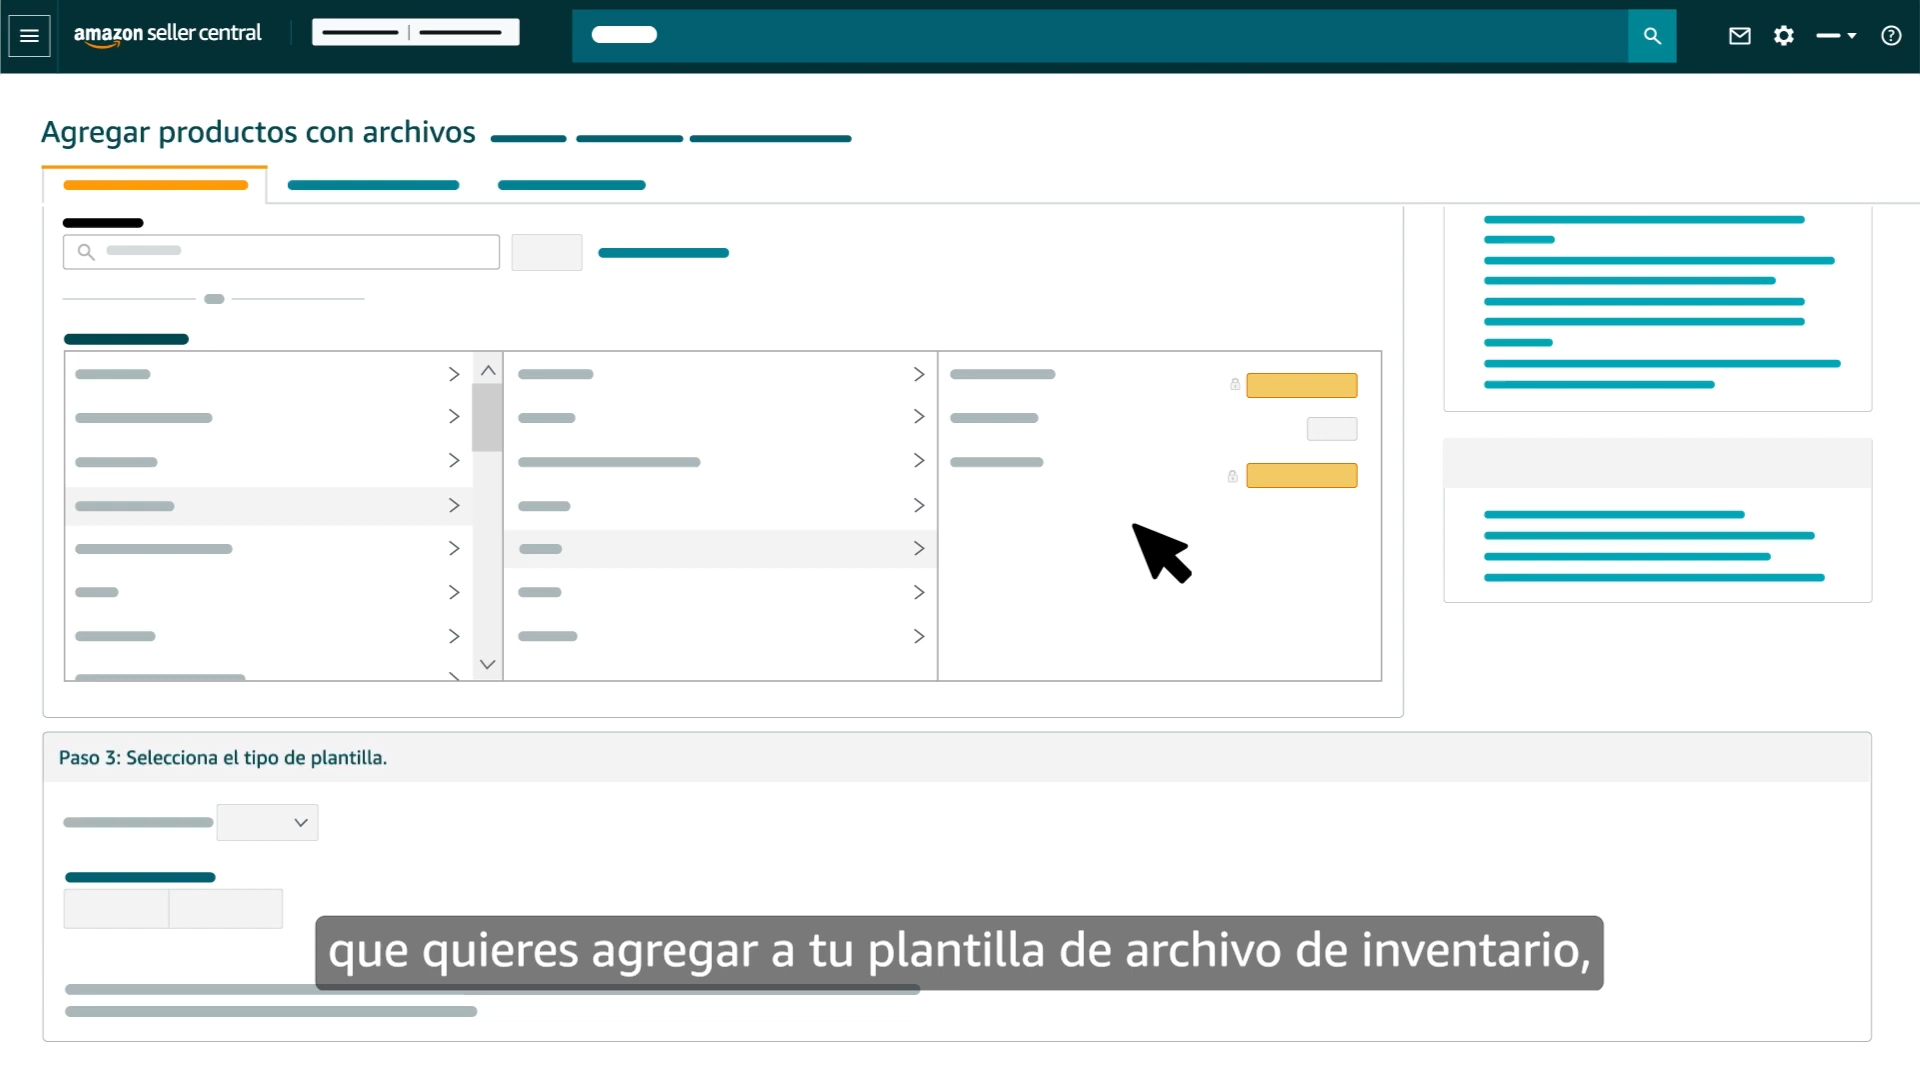 amazon seller central
Agregar productos con archivos
Paso 3: Selecciona el tipo de plantilla.
que quieres agregar a tu plantilla de archivo de inventario,